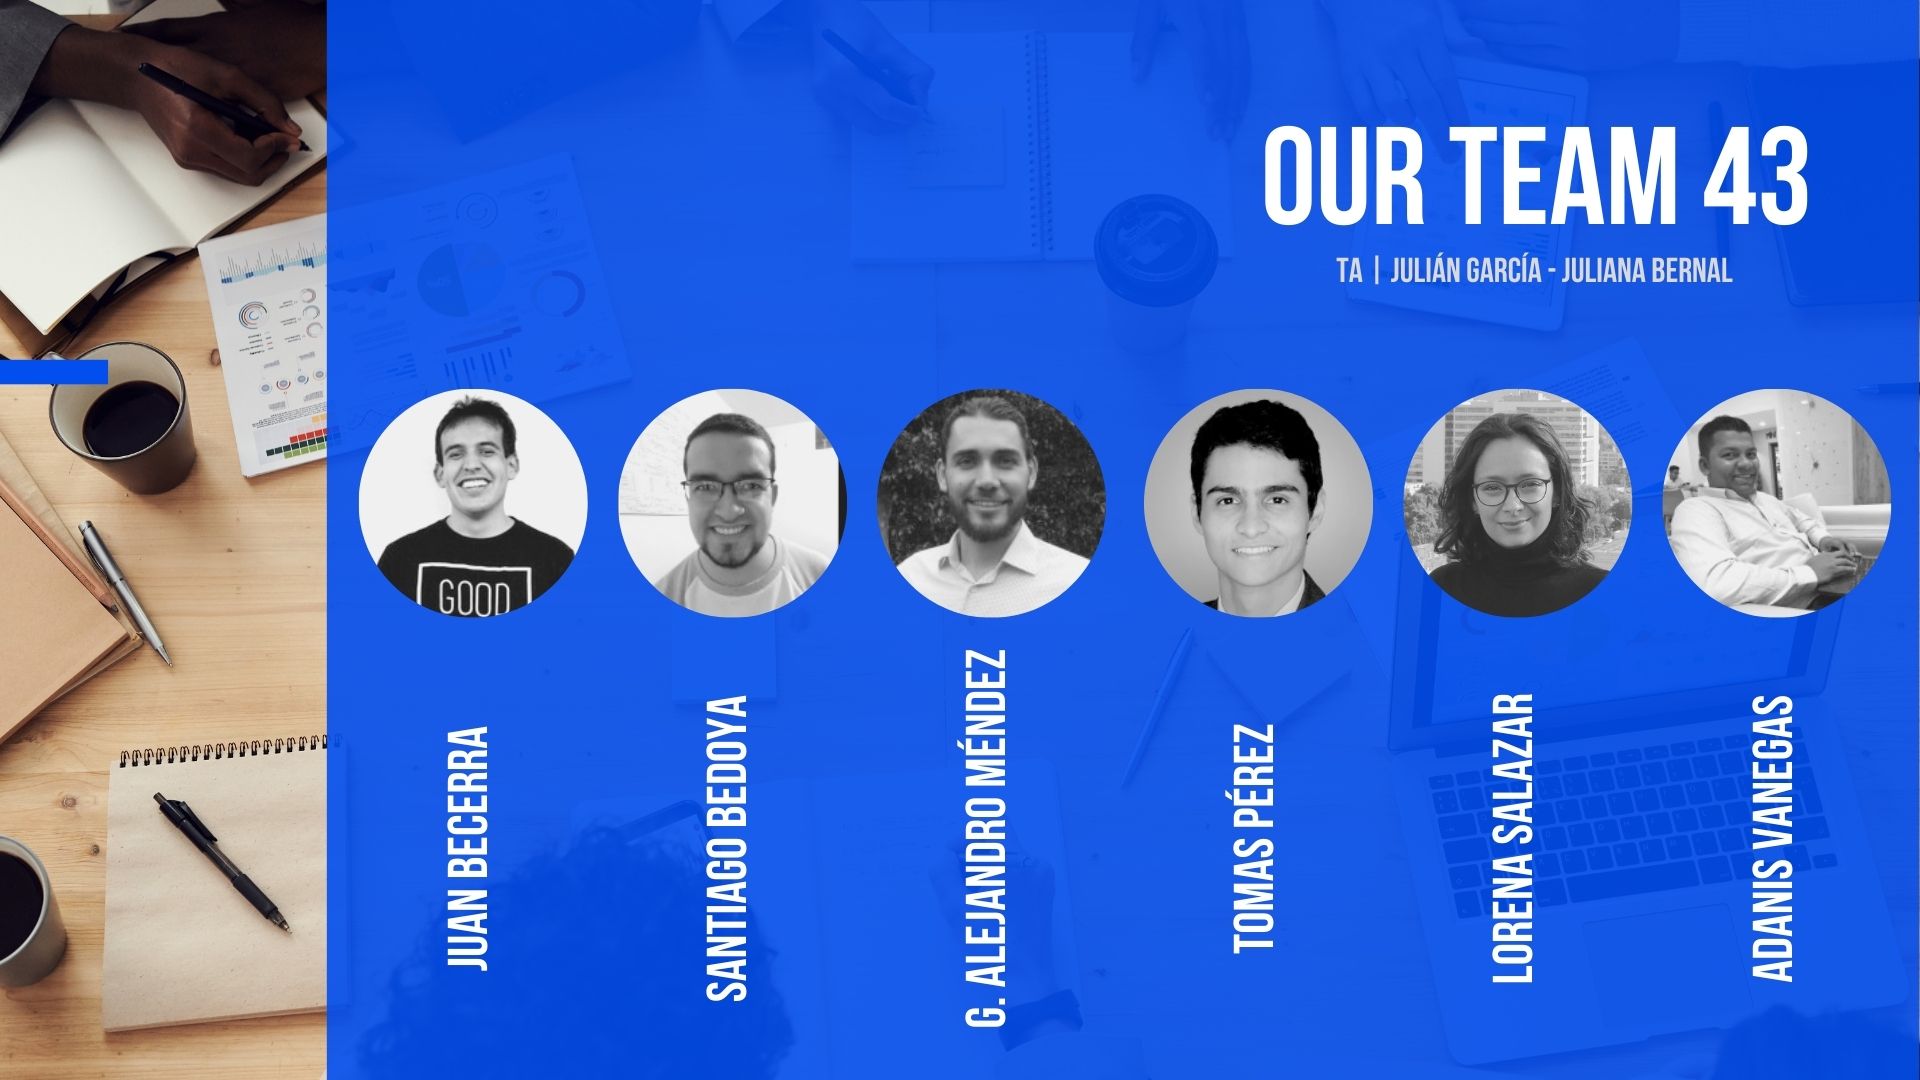 OUR TEAM 43
TA | JULIÁN GARCÍA - JULIANA BERNAL
GOOD
JUAN BECERRA
SANTIAGO BEDOYA
G. ALEJANDRO MÉNDEZ
TOMAS PÉREZ
LORENA SALAZAR
ADANIS VANEGAS